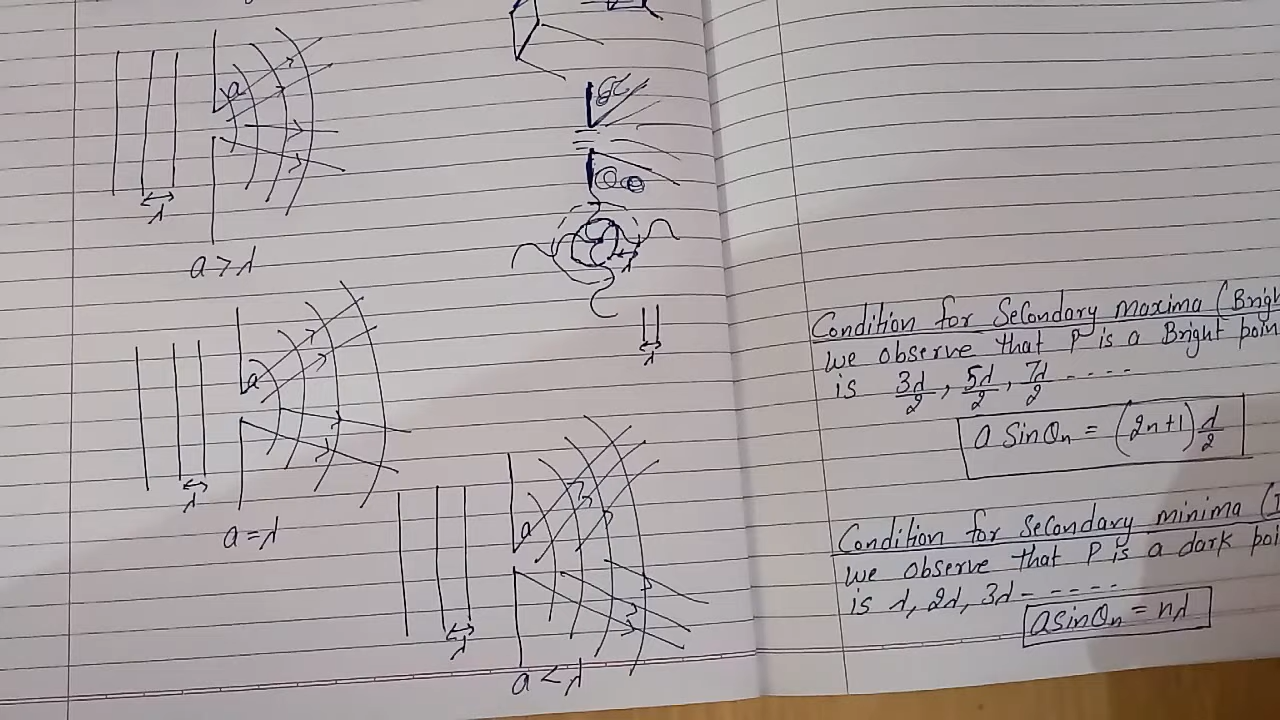 a
λ
a > λ
a
λ
a = λ
a
λ
a < λ
λ
λ
Condition for Secondary maxima (Brigh
we observe that P is a Bright poin
is 3λ/2, 5λ/2, 7λ/2 ----
a Sinθn = (2n+1) λ/2
Condition for Secondary minima (
we observe that P is a dark poi
is λ, 2λ, 3λ - - - - -
a sinθn = nλ